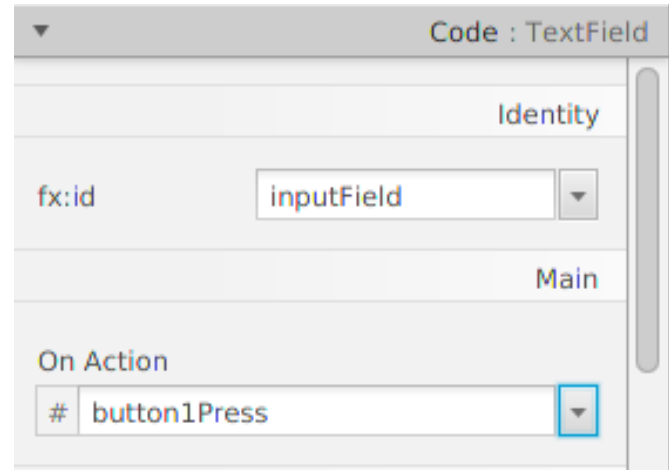 Code : TextField
Identity
fx:id inputField
Main
On Action
# button1Press